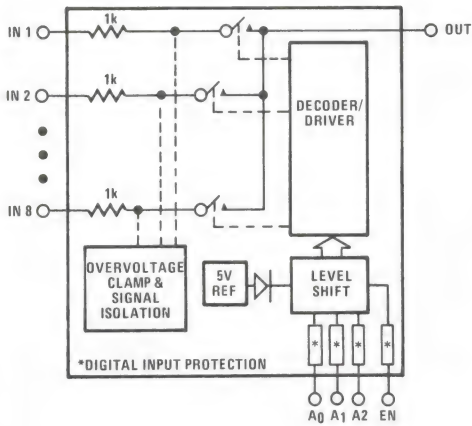 IN 1
1k
OUT
IN 2
1k
DECODER/
DRIVER
IN 8
1k
OVERVOLTAGE
CLAMP &
SIGNAL
ISOLATION
5V
REF
LEVEL
SHIFT
* * * *
*DIGITAL INPUT PROTECTION
A0 A1 A2 EN